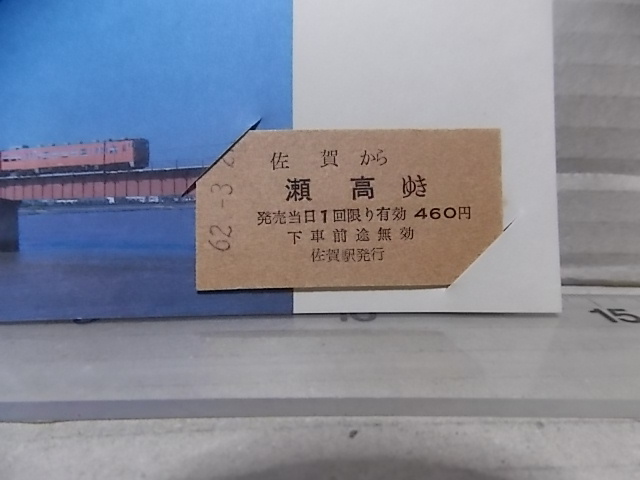 佐賀から
瀬高ゆき
発売当日1回限り有効 460円
下車前途無効
佐賀駅発行
62.-3.
15